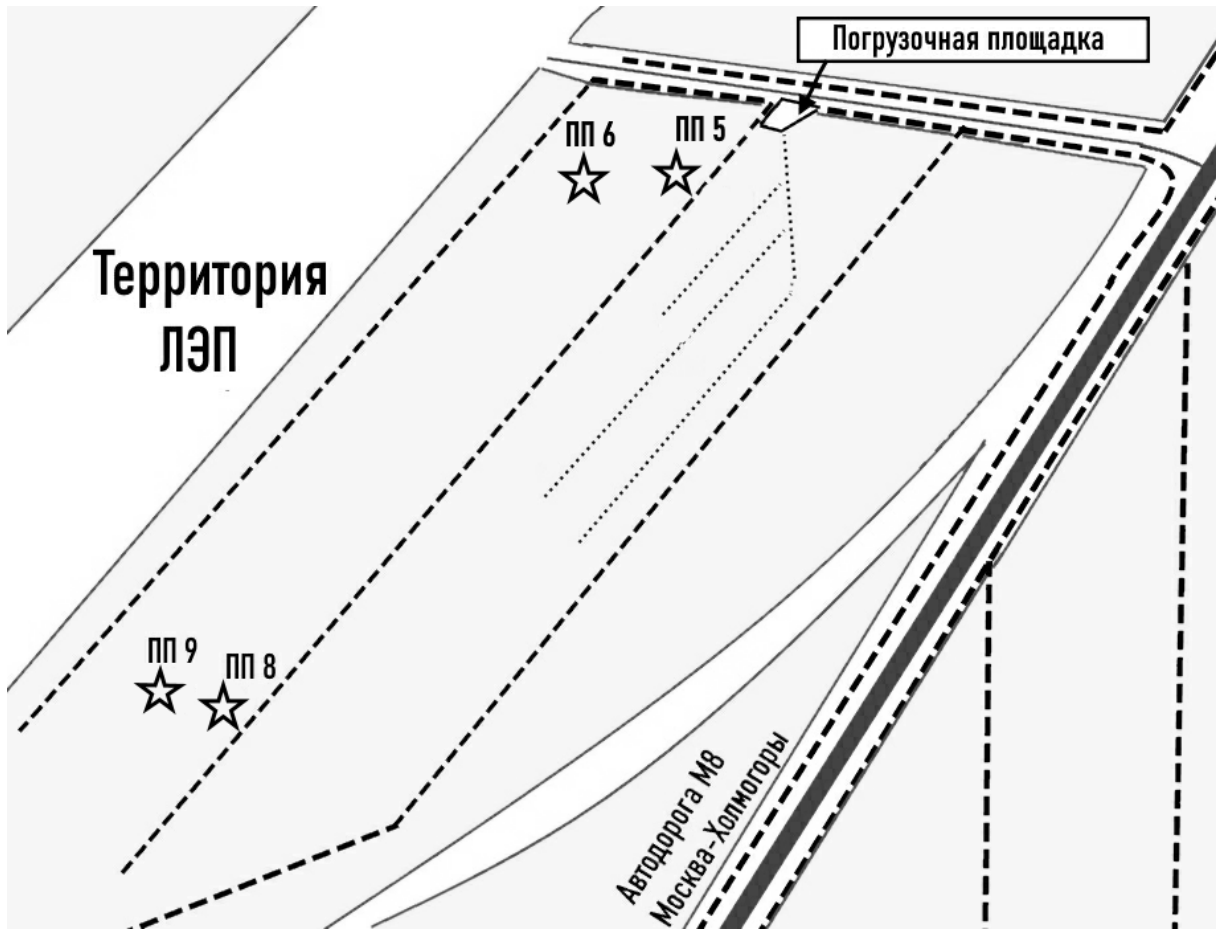 Погрузочная площадка
ПП 6
ПП 5
Территория
ЛЭП
ПП 9
ПП 8
Автодорога М8
Москва-Холмогоры